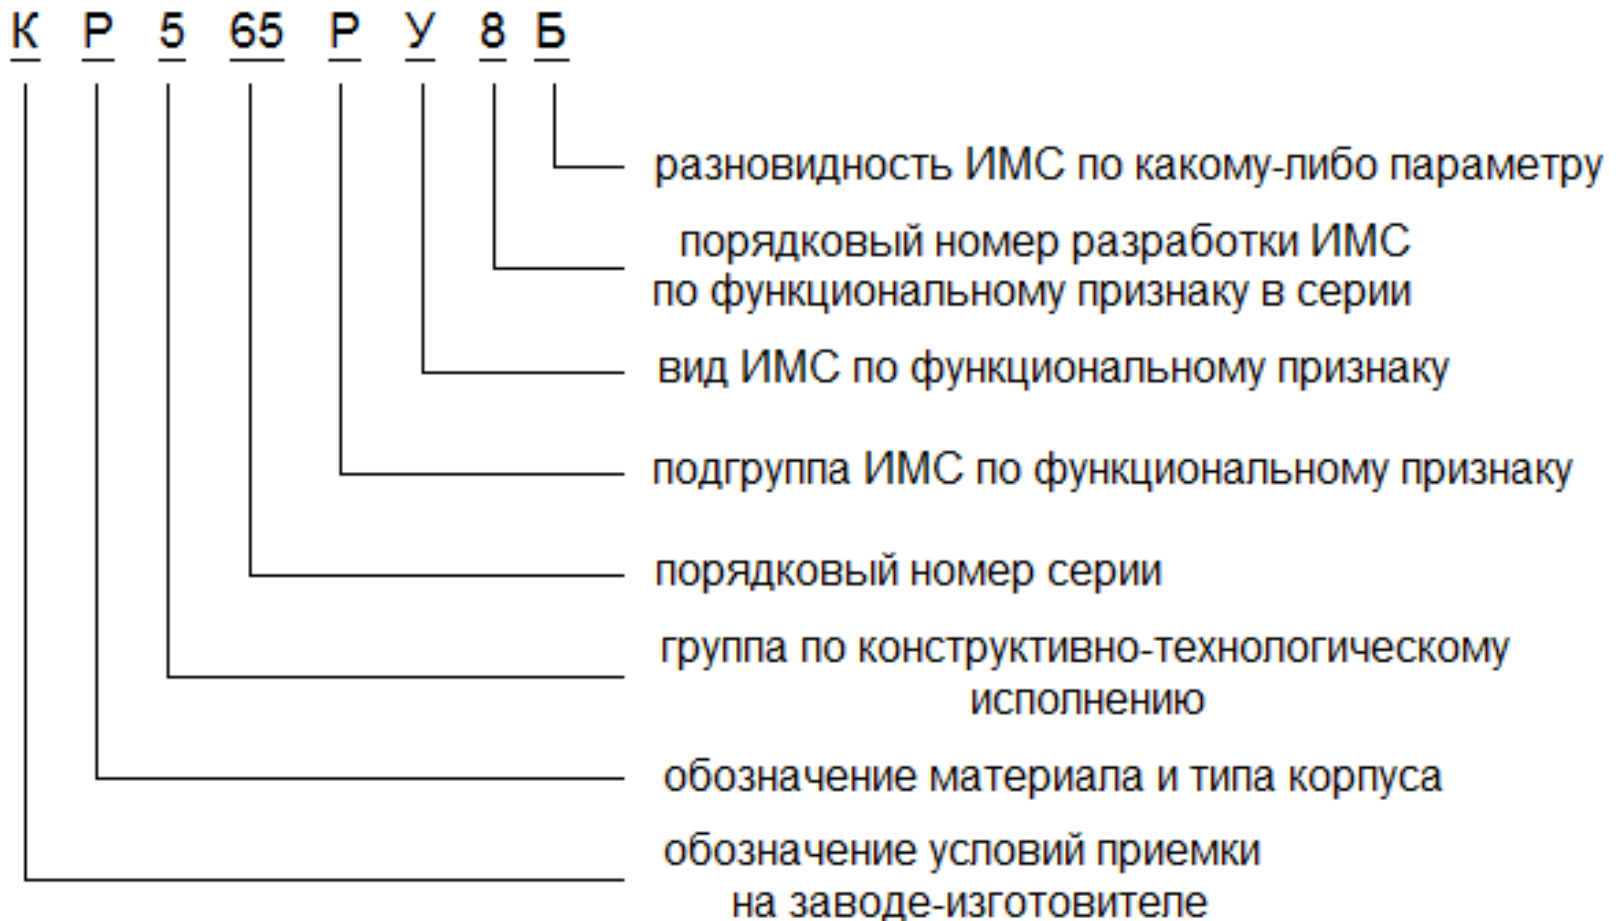 К Р 5 65 Р У 8 Б
разновидность ИМС по какому-либо параметру
порядковый номер разработки ИМС
по функциональному признаку в серии
вид ИМС по функциональному признаку
подгруппа ИМС по функциональному признаку
порядковый номер серии
группа по конструктивно-технологическому
исполнению
обозначение материала и типа корпуса
обозначение условий приемки
на заводе-изготовителе